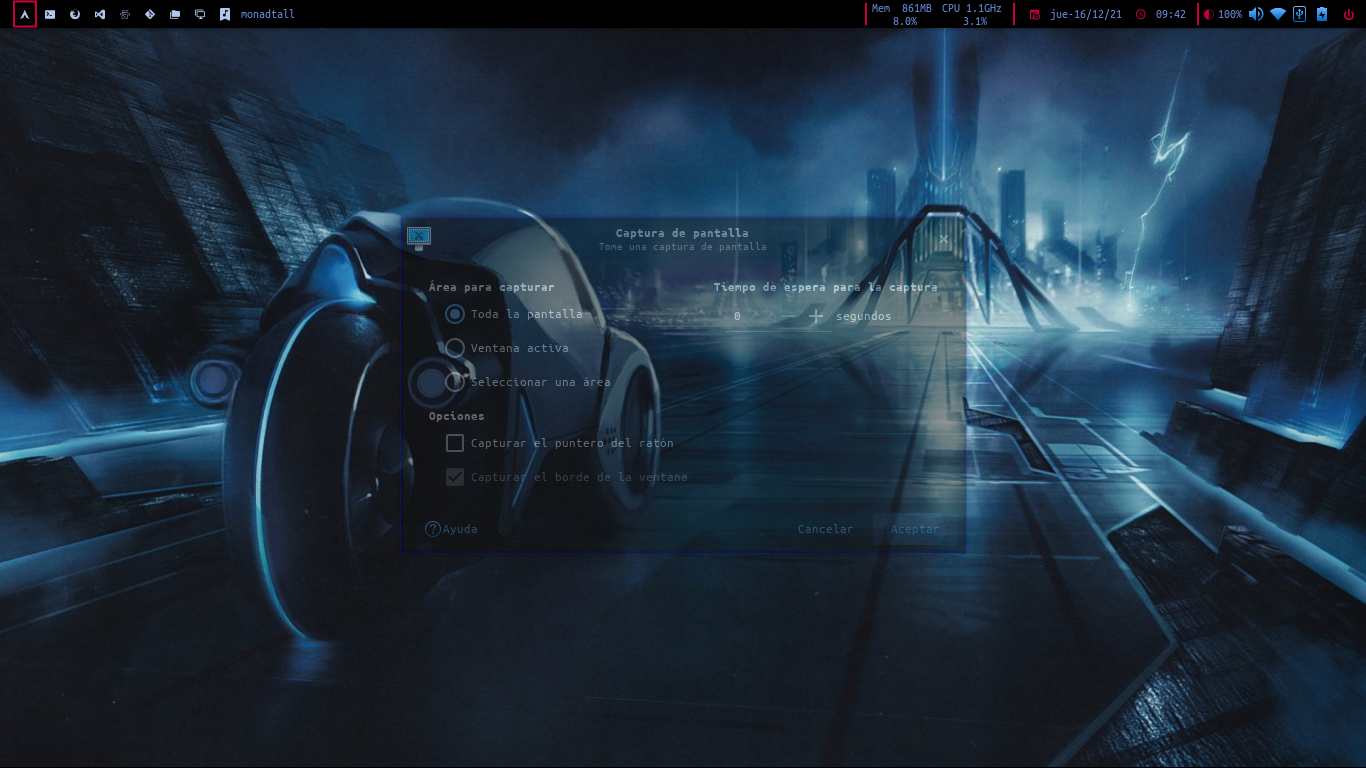 monadtall
Mem 861MB CPU 1.1GHz
8.0% 3.1%
jue-16/12/21
09:42
100%
Captura de pantalla
Tome una captura de pantalla
Área para capturar
Tiempo de espera para la captura
Toda la pantalla
0 segundos
Ventana activa
Seleccionar una área
Opciones
Capturar el puntero del ratón
Capturar el borde de la ventana
Ayuda
Cancelar
Aceptar